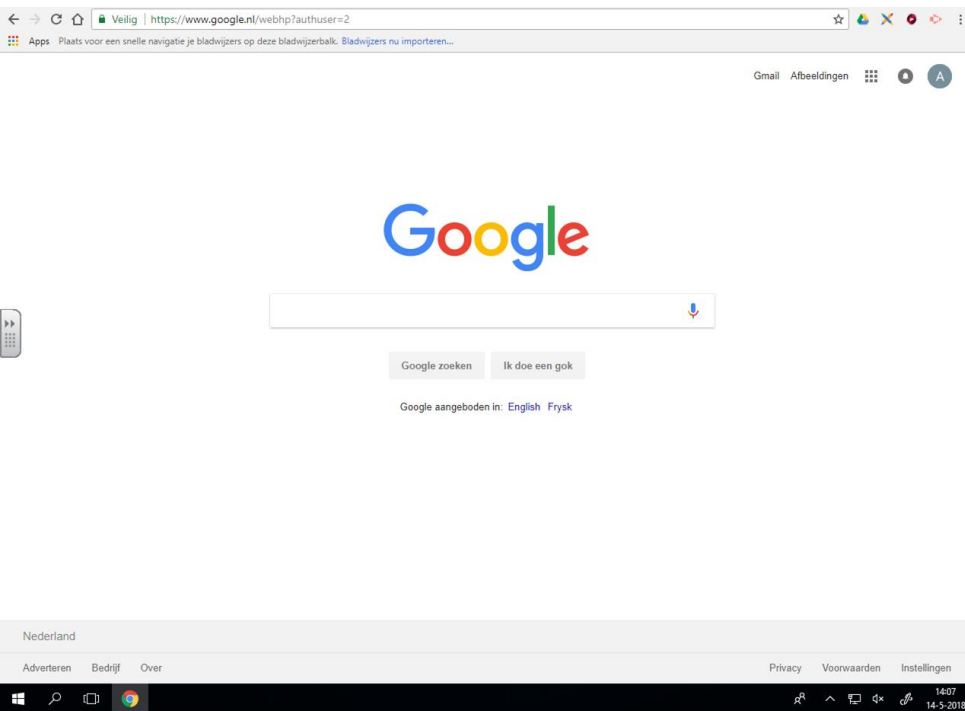 Veilig | https://www.google.nl/webhp?authuser=2
Apps Plaats voor een snelle navigatie je bladwijzers op deze bladwijzerbalk. Bladwijzers nu importeren...
Gmail Afbeeldingen A
Google
Google zoeken Ik doe een gok
Google aangeboden in: English Frysk
Nederland
Adverteren Bedrijf Over Privacy Voorwaarden Instellingen
14:07
14-5-2018